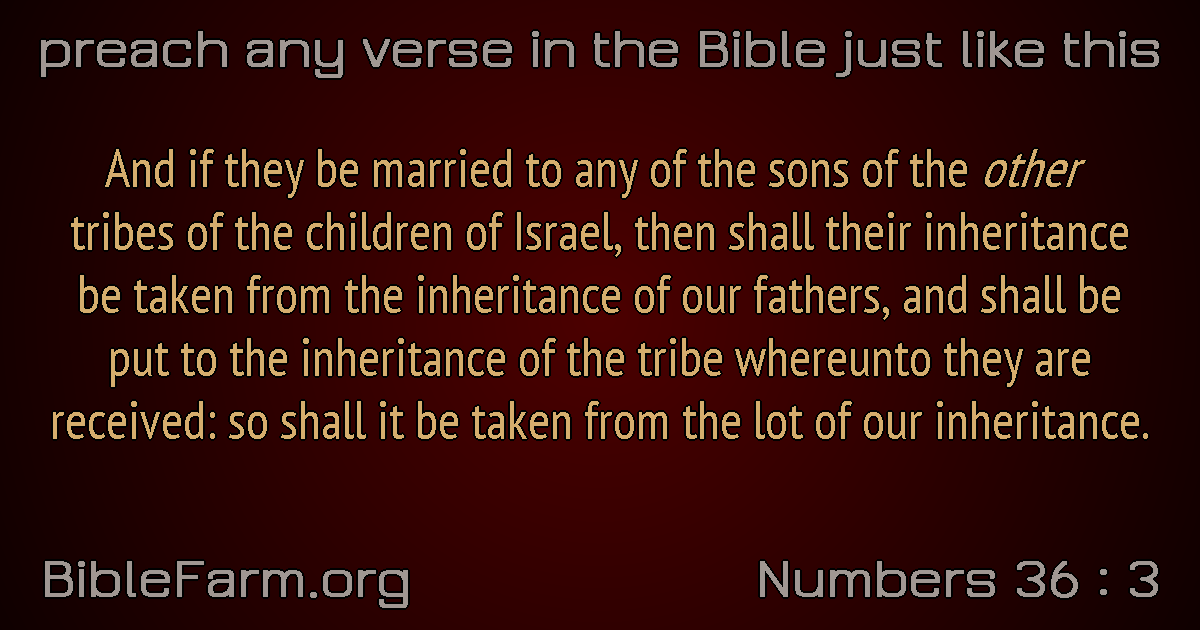 preach any verse in the Bible just like this
And if they be married to any of the sons of the other
tribes of the children of Israel, then shall their inheritance
be taken from the inheritance of our fathers, and shall be
put to the inheritance of the tribe whereunto they are
received: so shall it be taken from the lot of our inheritance.
BibleFarm.org
Numbers 36 : 3